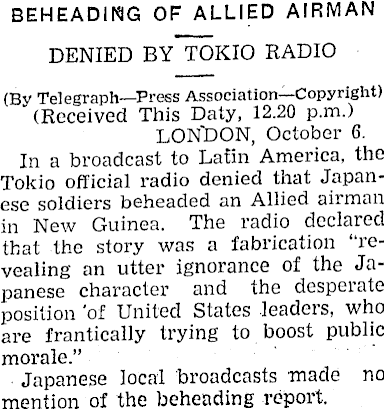 BEHEADING OF ALLIED AIRMAN
DENIED BY TOKIO RADIO
(By Telegraph—Press Association—Copyright)
(Received This Daty, 12.20 p.m.)
LONDON, October 6.
In a broadcast to Latin America, the
Tokio official radio denied that Japan-
ese soldiers beheaded an Allied airman
in New Guinea. The radio declared
that the story was a fabrication "re-
vealing an utter ignorance of the Ja-
panese character and the desperate
position of United States leaders, who
are frantically trying to boost public
morale."
Japanese local broadcasts made no
mention of the beheading report.